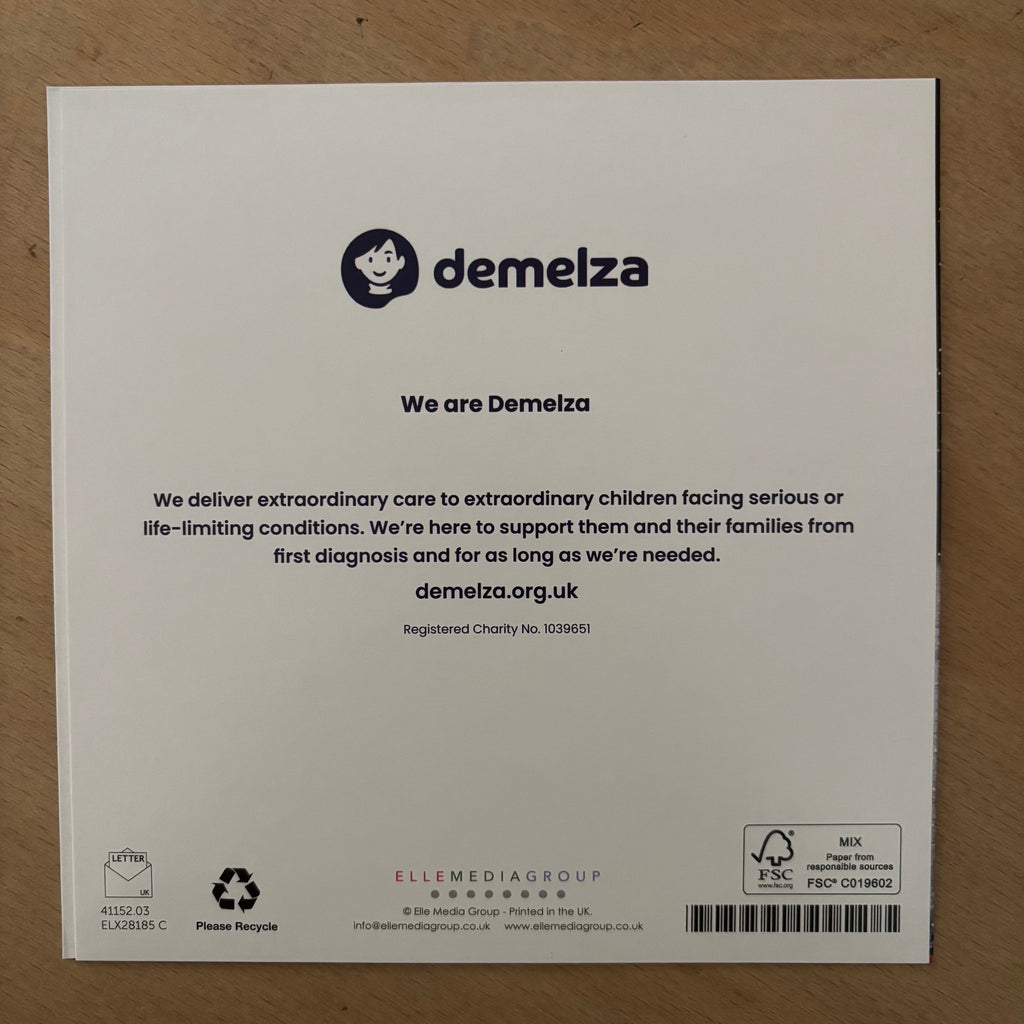 demelza
We are Demelza
We deliver extraordinary care to extraordinary children facing serious or
life-limiting conditions. We’re here to support them and their families from
first diagnosis and for as long as we’re needed.
demelza.org.uk
Registered Charity No. 1039651
LETTER
UK
41152.03
ELX28185 C
Please Recycle
ELLEMEDIAGROUP
© Elle Media Group - Printed in the UK.
info@ellemediagroup.co.uk www.ellemediagroup.co.uk
FSC
www.fsc.org
MIX
Paper from
responsible sources
FSC® C019602